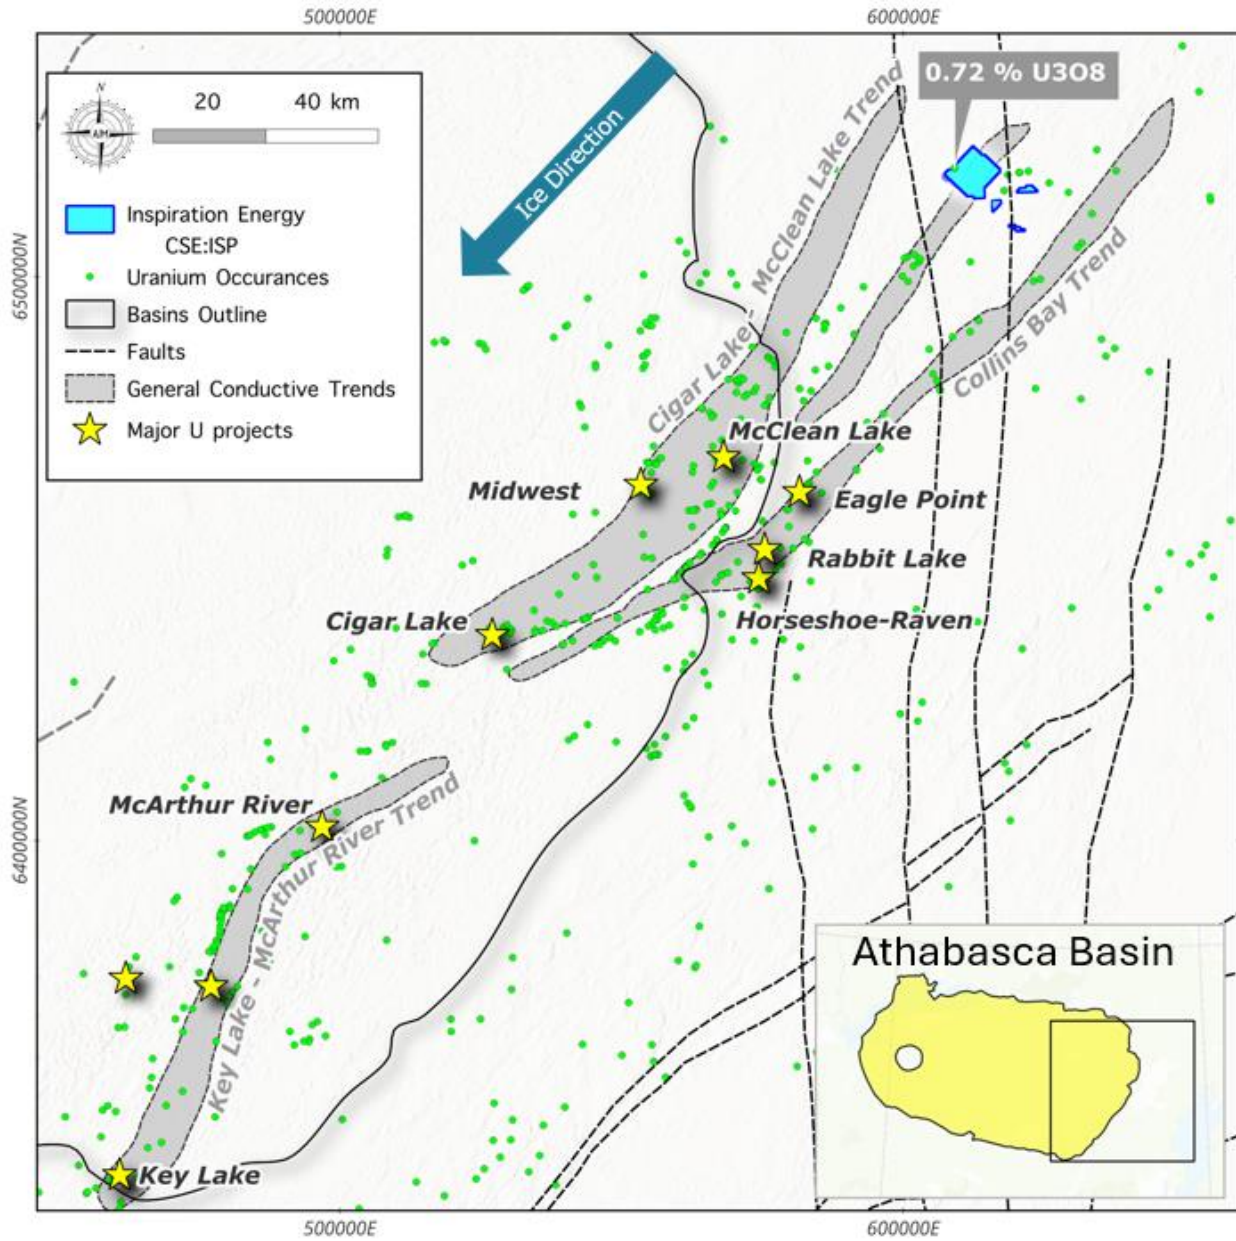 500000E
600000E
0.72 % U3O8
N
AIM
20
40 km
Inspiration Energy
CSE:ISP
Uranium Occurances
Basins Outline
Faults
General Conductive Trends
Major U projects
Ice Direction
6500000N
Cigar Lake - McClean Lake Trend
Collins Bay Trend
McClean Lake
Midwest
Eagle Point
Rabbit Lake
Cigar Lake
Horseshoe-Raven
McArthur River
6400000N
Key Lake - McArthur River Trend
Athabasca Basin
Key Lake
500000E
600000E